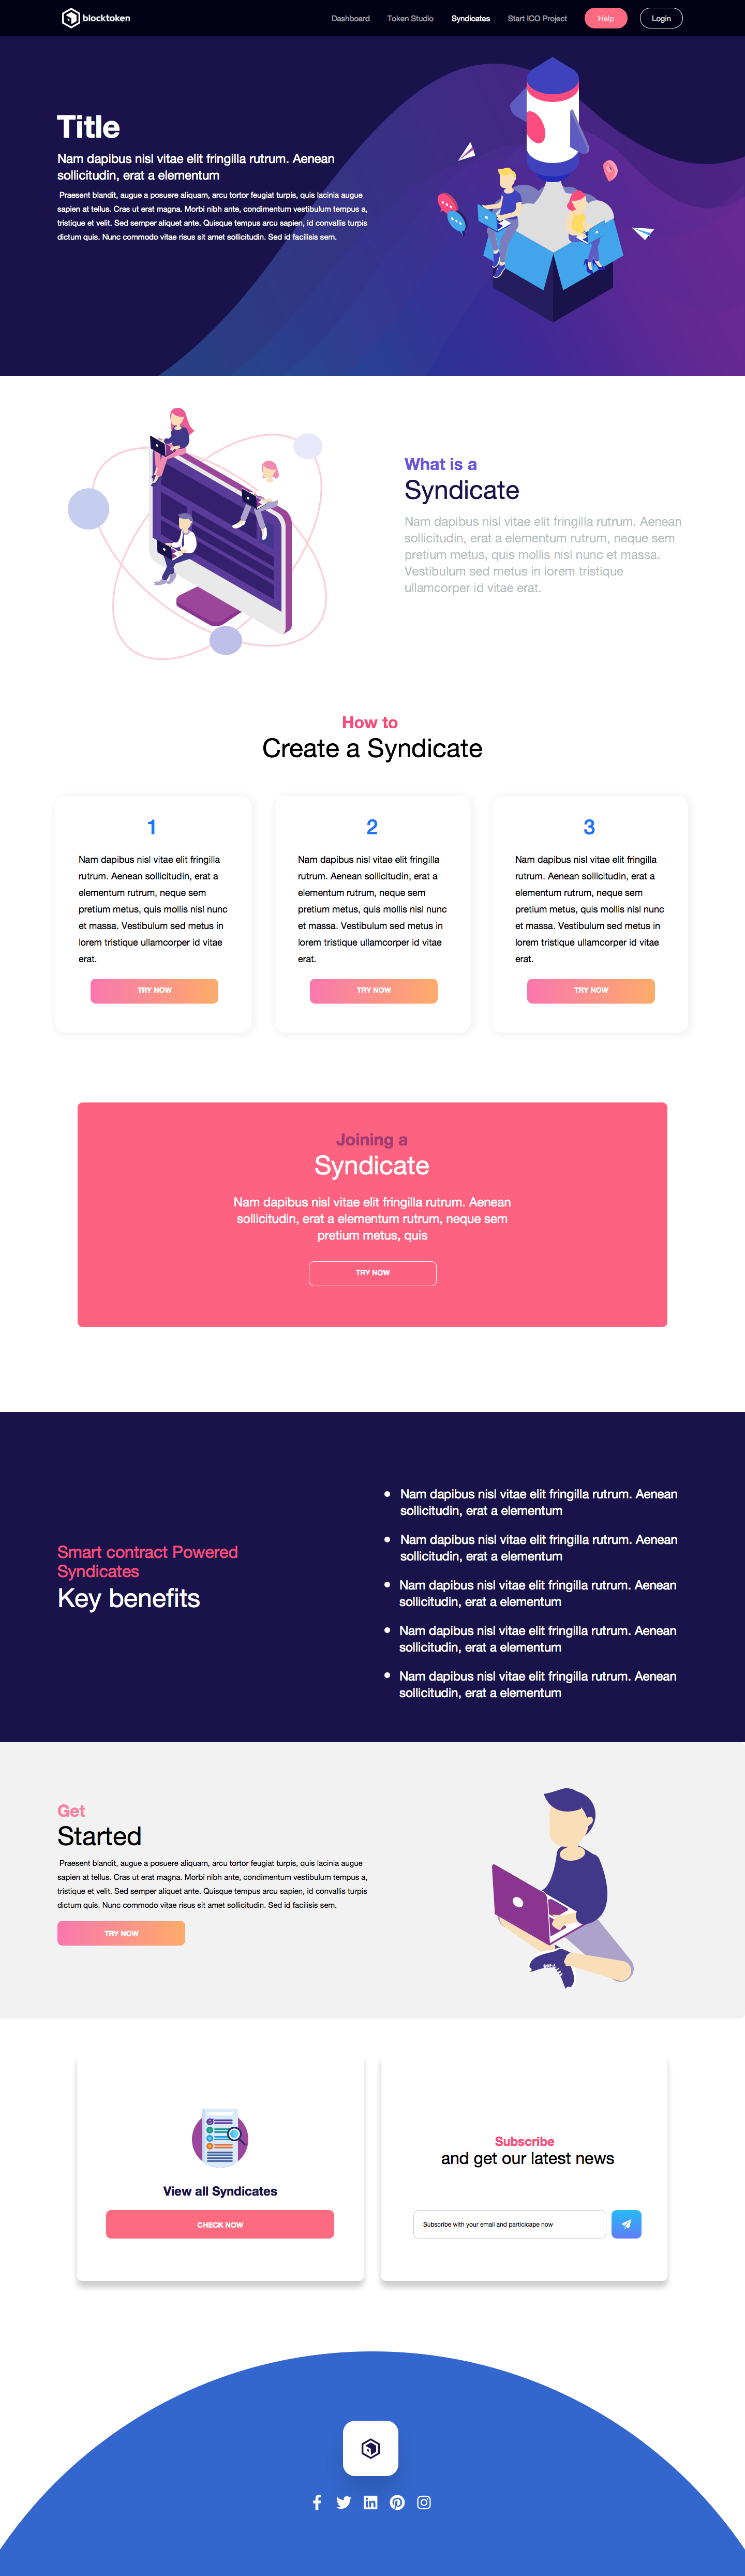 blocktoken
Dashboard
Token Studio
Syndicates
Start ICO Project
Help
Login
Title
Nam dapibus nisl vitae elit fringilla rutrum. Aenean
sollicitudin, erat a elementum
Praesent blandit, augue a posuere aliquam, arcu tortor feugiat turpis, quis lacinia augue
sapien at tellus. Cras ut erat magna. Morbi nibh ante, condimentum vestibulum tempus a,
tristique et velit. Sed semper aliquet ante. Quisque tempus arcu sapien, id convallis turpis
dictum quis. Nunc commodo vitae risus sit amet sollicitudin. Sed id facilisis sem.
What is a
Syndicate
Nam dapibus nisl vitae elit fringilla rutrum. Aenean
sollicitudin, erat a elementum rutrum, neque sem
pretium metus, quis mollis nisl nunc et massa.
Vestibulum sed metus in lorem tristique
ullamcorper id vitae erat.
How to
Create a Syndicate
1
Nam dapibus nisl vitae elit fringilla
rutrum. Aenean sollicitudin, erat a
elementum rutrum, neque sem
pretium metus, quis mollis nisl nunc
et massa. Vestibulum sed metus in
lorem tristique ullamcorper id vitae
erat.
TRY NOW
2
Nam dapibus nisl vitae elit fringilla
rutrum. Aenean sollicitudin, erat a
elementum rutrum, neque sem
pretium metus, quis mollis nisl nunc
et massa. Vestibulum sed metus in
lorem tristique ullamcorper id vitae
erat.
TRY NOW
3
Nam dapibus nisl vitae elit fringilla
rutrum. Aenean sollicitudin, erat a
elementum rutrum, neque sem
pretium metus, quis mollis nisl nunc
et massa. Vestibulum sed metus in
lorem tristique ullamcorper id vitae
erat.
TRY NOW
Joining a
Syndicate
Nam dapibus nisl vitae elit fringilla rutrum. Aenean
sollicitudin, erat a elementum rutrum, neque sem
pretium metus, quis
TRY NOW
Smart contract Powered
Syndicates
Key benefits
Nam dapibus nisl vitae elit fringilla rutrum. Aenean
sollicitudin, erat a elementum
Nam dapibus nisl vitae elit fringilla rutrum. Aenean
sollicitudin, erat a elementum
Nam dapibus nisl vitae elit fringilla rutrum. Aenean
sollicitudin, erat a elementum
Nam dapibus nisl vitae elit fringilla rutrum. Aenean
sollicitudin, erat a elementum
Nam dapibus nisl vitae elit fringilla rutrum. Aenean
sollicitudin, erat a elementum
Get
Started
Praesent blandit, augue a posuere aliquam, arcu tortor feugiat turpis, quis lacinia augue
sapien at tellus. Cras ut erat magna. Morbi nibh ante, condimentum vestibulum tempus a,
tristique et velit. Sed semper aliquet ante. Quisque tempus arcu sapien, id convallis turpis
dictum quis. Nunc commodo vitae risus sit amet sollicitudin. Sed id facilisis sem.
TRY NOW
View all Syndicates
CHECK NOW
Subscribe
and get our latest news
Subscribe with your email and particicape now